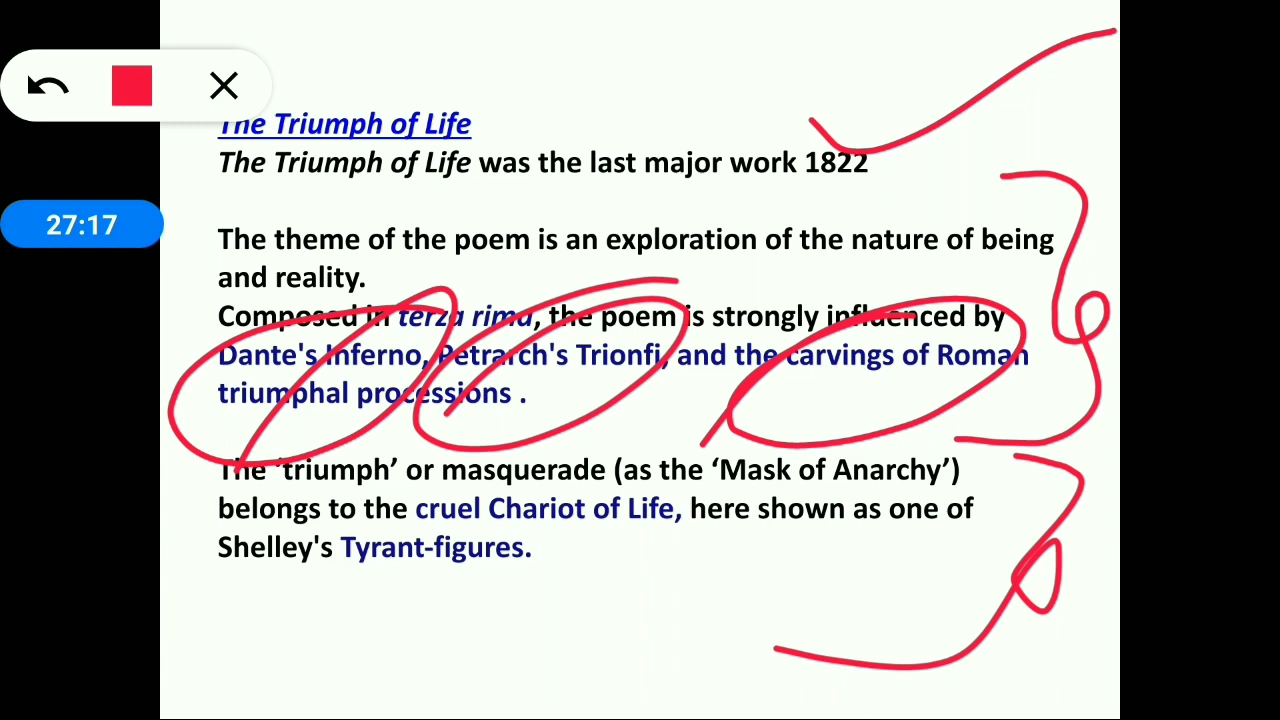 The Triumph of Life
The Triumph of Life was the last major work 1822
27:17
The theme of the poem is an exploration of the nature of being
and reality.
Composed in terza rima, the poem is strongly influenced by
Dante's Inferno, Petrarch's Trionfi, and the carvings of Roman
triumphal processions .
The ‘triumph’ or masquerade (as the ‘Mask of Anarchy’)
belongs to the cruel Chariot of Life, here shown as one of
Shelley's Tyrant-figures.